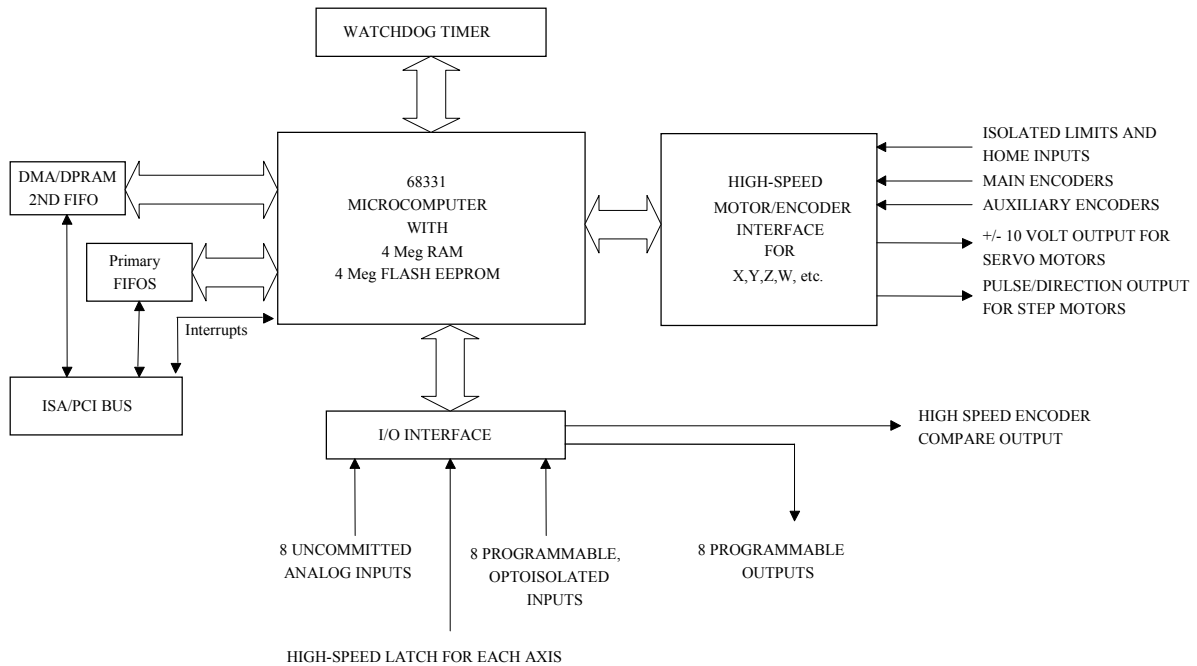 WATCHDOG TIMER
DMA/DPRAM
2ND FIFO
Primary
FIFOS
Interrupts
ISA/PCI BUS
68331
MICROCOMPUTER
WITH
4 Meg RAM
4 Meg FLASH EEPROM
HIGH-SPEED
MOTOR/ENCODER
INTERFACE
FOR
X,Y,Z,W, etc.
ISOLATED LIMITS AND
HOME INPUTS
MAIN ENCODERS
AUXILIARY ENCODERS
+/- 10 VOLT OUTPUT FOR
SERVO MOTORS
PULSE/DIRECTION OUTPUT
FOR STEP MOTORS
I/O INTERFACE
HIGH SPEED ENCODER
COMPARE OUTPUT
8 UNCOMMITTED
ANALOG INPUTS
8 PROGRAMMABLE,
OPTOISOLATED
INPUTS
8 PROGRAMMABLE
OUTPUTS
HIGH-SPEED LATCH FOR EACH AXIS